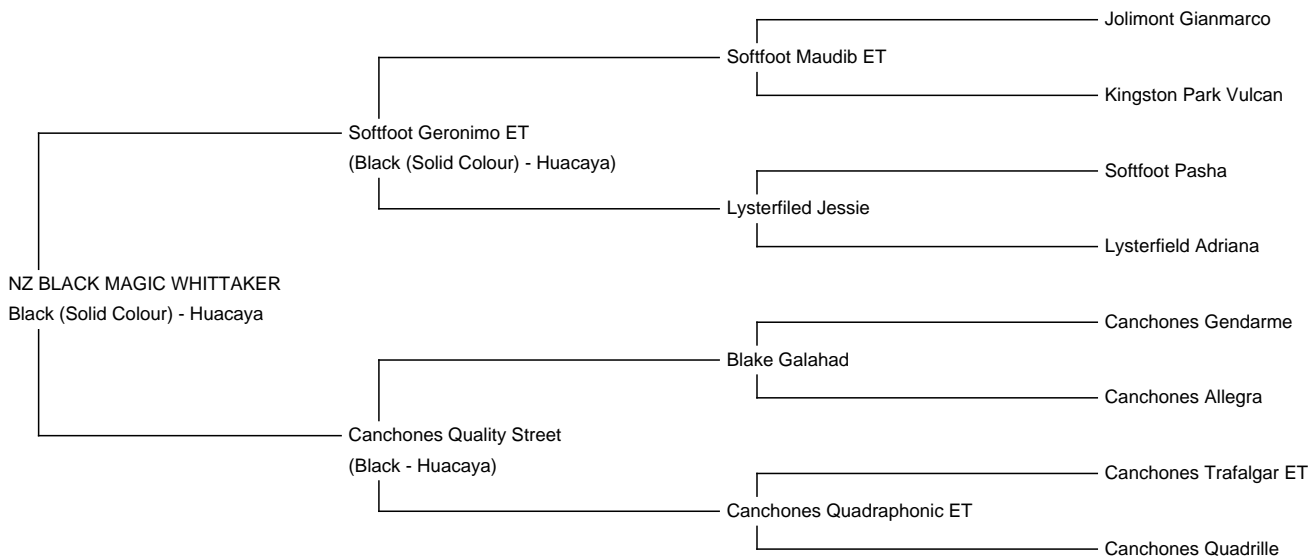 Jolimont Gianmarco
Softfoot Maudib ET
Kingston Park Vulcan
Softfoot Geronimo ET
(Black (Solid Colour) - Huacaya)
Softfoot Pasha
Lysterfiled Jessie
Lysterfield Adriana
NZ BLACK MAGIC WHITTAKER
Black (Solid Colour) - Huacaya
Canchones Gendarme
Blake Galahad
Canchones Allegra
Canchones Quality Street
(Black - Huacaya)
Canchones Trafalgar ET
Canchones Quadraphonic ET
Canchones Quadrille